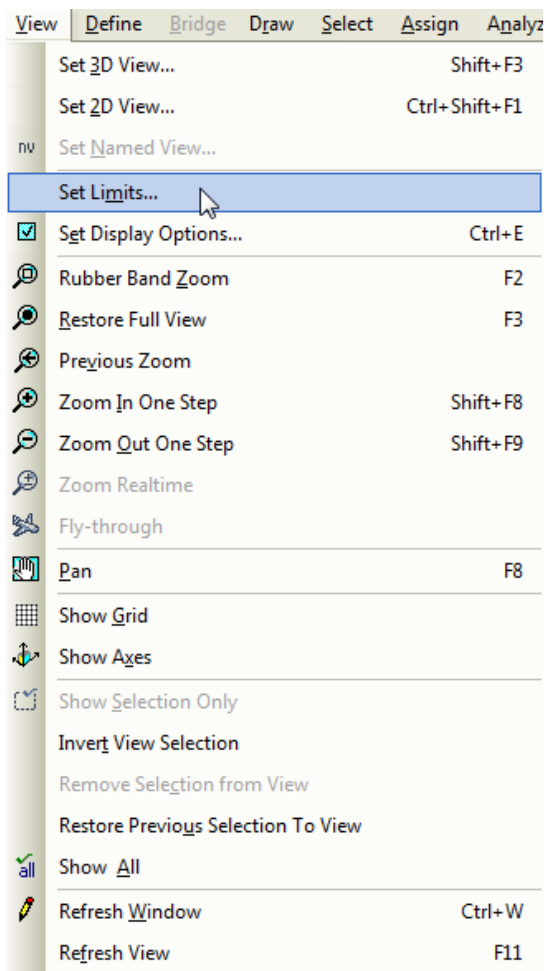 View Define Bridge Draw Select Assign Analyz
Set 3D View... Shift+F3
Set 2D View... Ctrl+Shift+F1
nv Set Named View...
Set Limits...
Set Display Options... Ctrl+E
Rubber Band Zoom F2
Restore Full View F3
Previous Zoom
Zoom In One Step Shift+F8
Zoom Out One Step Shift+F9
Zoom Realtime
Fly-through
Pan F8
Show Grid
Show Axes
Show Selection Only
Invert View Selection
Remove Selection from View
Restore Previous Selection To View
all Show All
Refresh Window Ctrl+W
Refresh View F11